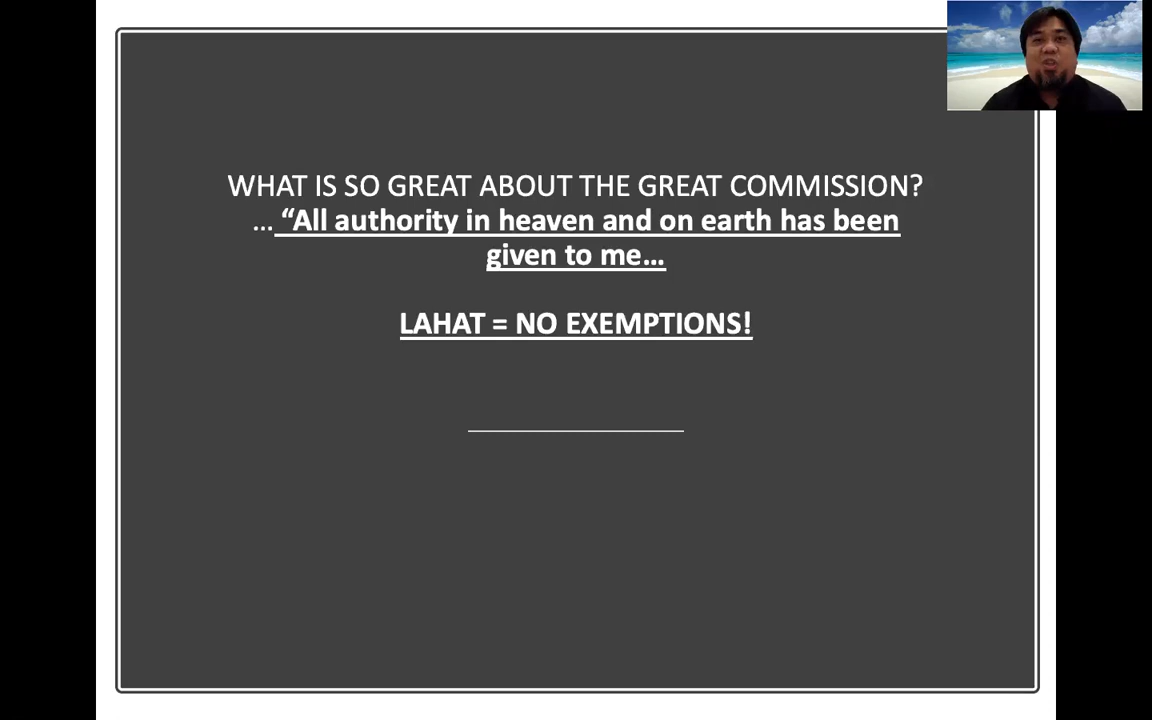 WHAT IS SO GREAT ABOUT THE GREAT COMMISSION?
… “All authority in heaven and on earth has been
given to me…
LAHAT = NO EXEMPTIONS!